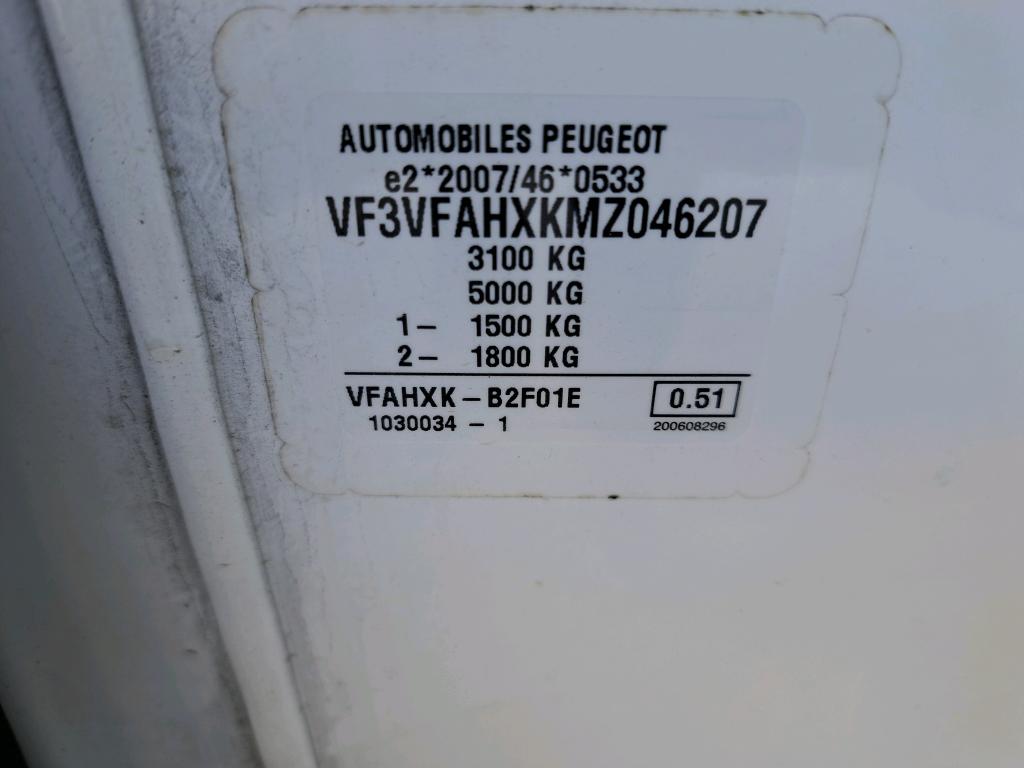 AUTOMOBILES PEUGEOT
e2*2007/46*0533
VF3VFAHXKMZ046207
3100 KG
5000 KG
1- 1500 KG
2- 1800 KG
VFAHXK-B2F01E 0.51
1030034 - 1 200608296